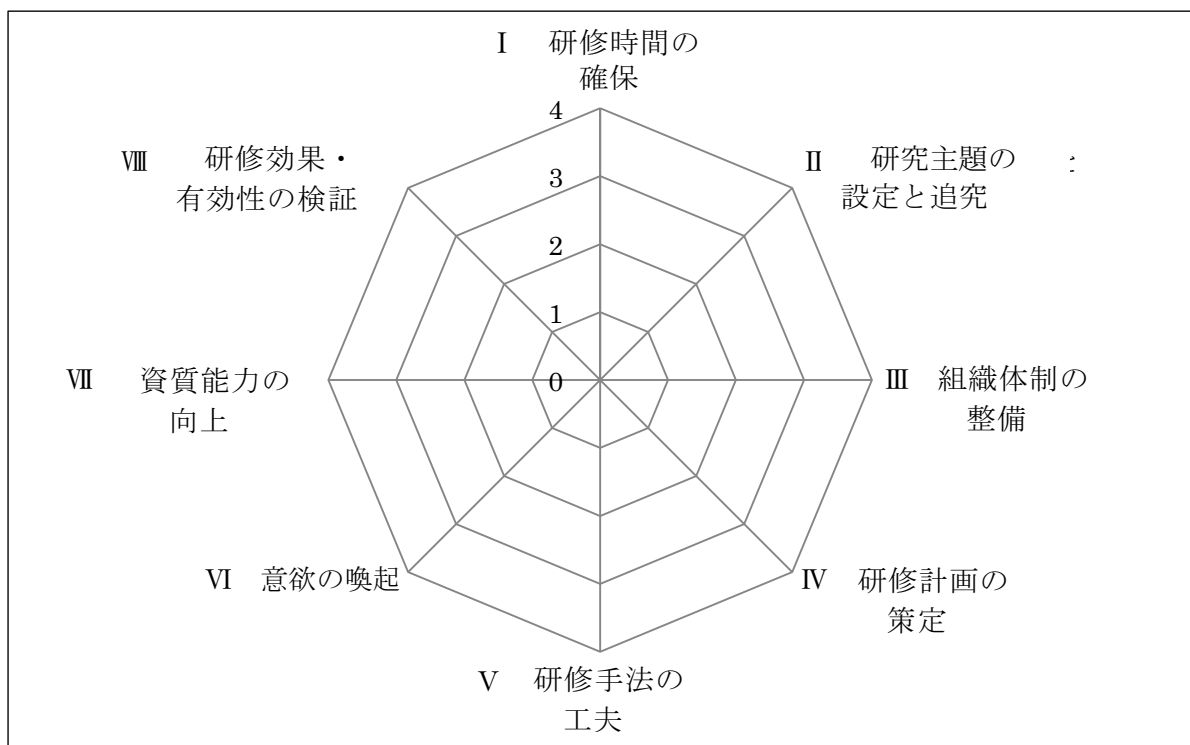 Ⅰ 研修時間の
確保
4
3
2
1
0
Ⅱ 研究主題の
設定と追究
Ⅲ 組織体制の
整備
Ⅳ 研修計画の
策定
Ⅴ 研修手法の
工夫
Ⅵ 意欲の喚起
Ⅶ 資質能力の
向上
Ⅷ 研修効果・
有効性の検証